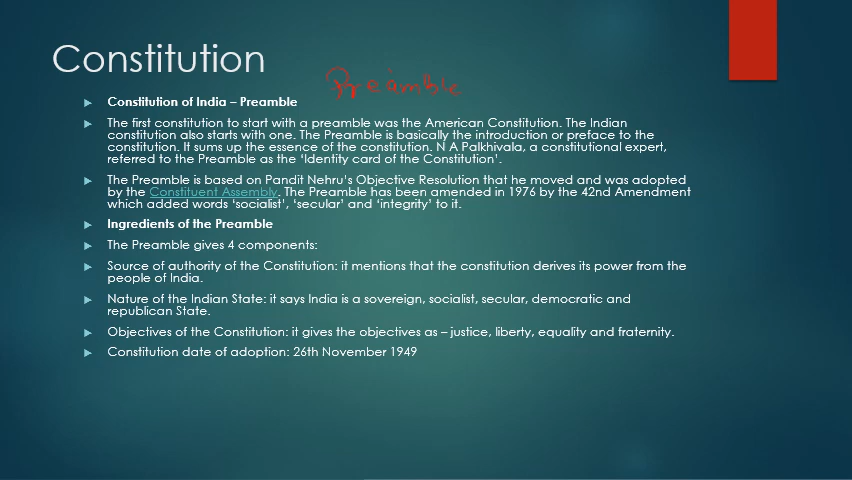 Constitution
Preamble
Constitution of India – Preamble
The first constitution to start with a preamble was the American Constitution. The Indian
constitution also starts with one. The Preamble is basically the introduction or preface to the
constitution. It sums up the essence of the constitution. N A Palkhivala, a constitutional expert,
referred to the Preamble as the ‘Identity card of the Constitution’.
The Preamble is based on Pandit Nehru’s Objective Resolution that he moved and was adopted
by the Constituent Assembly. The Preamble has been amended in 1976 by the 42nd Amendment
which added words ‘socialist’, ‘secular’ and ‘integrity’ to it.
Ingredients of the Preamble
The Preamble gives 4 components:
Source of authority of the Constitution: it mentions that the constitution derives its power from the
people of India.
Nature of the Indian State: it says India is a sovereign, socialist, secular, democratic and
republican State.
Objectives of the Constitution: it gives the objectives as – justice, liberty, equality and fraternity.
Constitution date of adoption: 26th November 1949